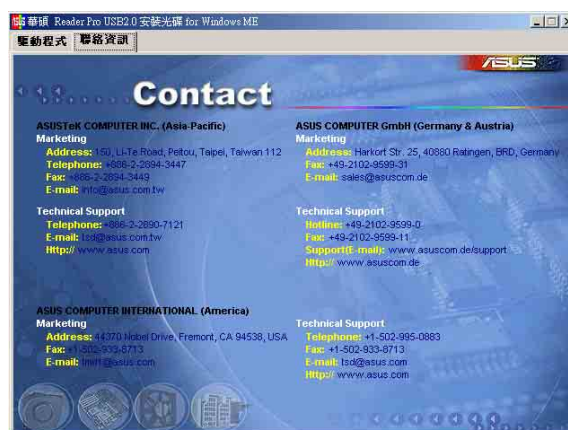 華碩 Reader Pro USB2.0 安裝光碟 for Windows ME
驅動程式 聯絡資訊
ASUS
Contact
ASUSTeK COMPUTER INC. (Asia-Pacific)
Marketing
Address: 150, Li-Te Road, Peitou, Taipei, Taiwan 112
Telephone: +886-2-2894-3447
Fax: +886-2-2894-3449
E-mail: info@asus.com.tw
Technical Support
Telephone: +886-2-2890-7121
E-mail: tsd@asus.com.tw
Http:// www.asus.com
ASUS COMPUTER GmbH (Germany & Austria)
Marketing
Address: Harkort Str. 25, 40880 Ratingen, BRD, Germany
Fax: +49-2102-9599-31
E-mail: sales@asuscom.de
Technical Support
Hotline: +49-2102-9599-0
Fax: +49-2102-9599-11
Support(E-mail): www.asuscom.de/support
Http:// www.asuscom.de
ASUS COMPUTER INTERNATIONAL (America)
Marketing
Address: 44370 Nobel Drive, Fremont, CA 94538, USA
Fax: +1-502-933-8713
E-mail: tmd1@asus.com
Technical Support
Telephone: +1-502-995-0883
Fax: +1-502-933-8713
E-mail: tsd@asus.com
Http:// www.asus.com